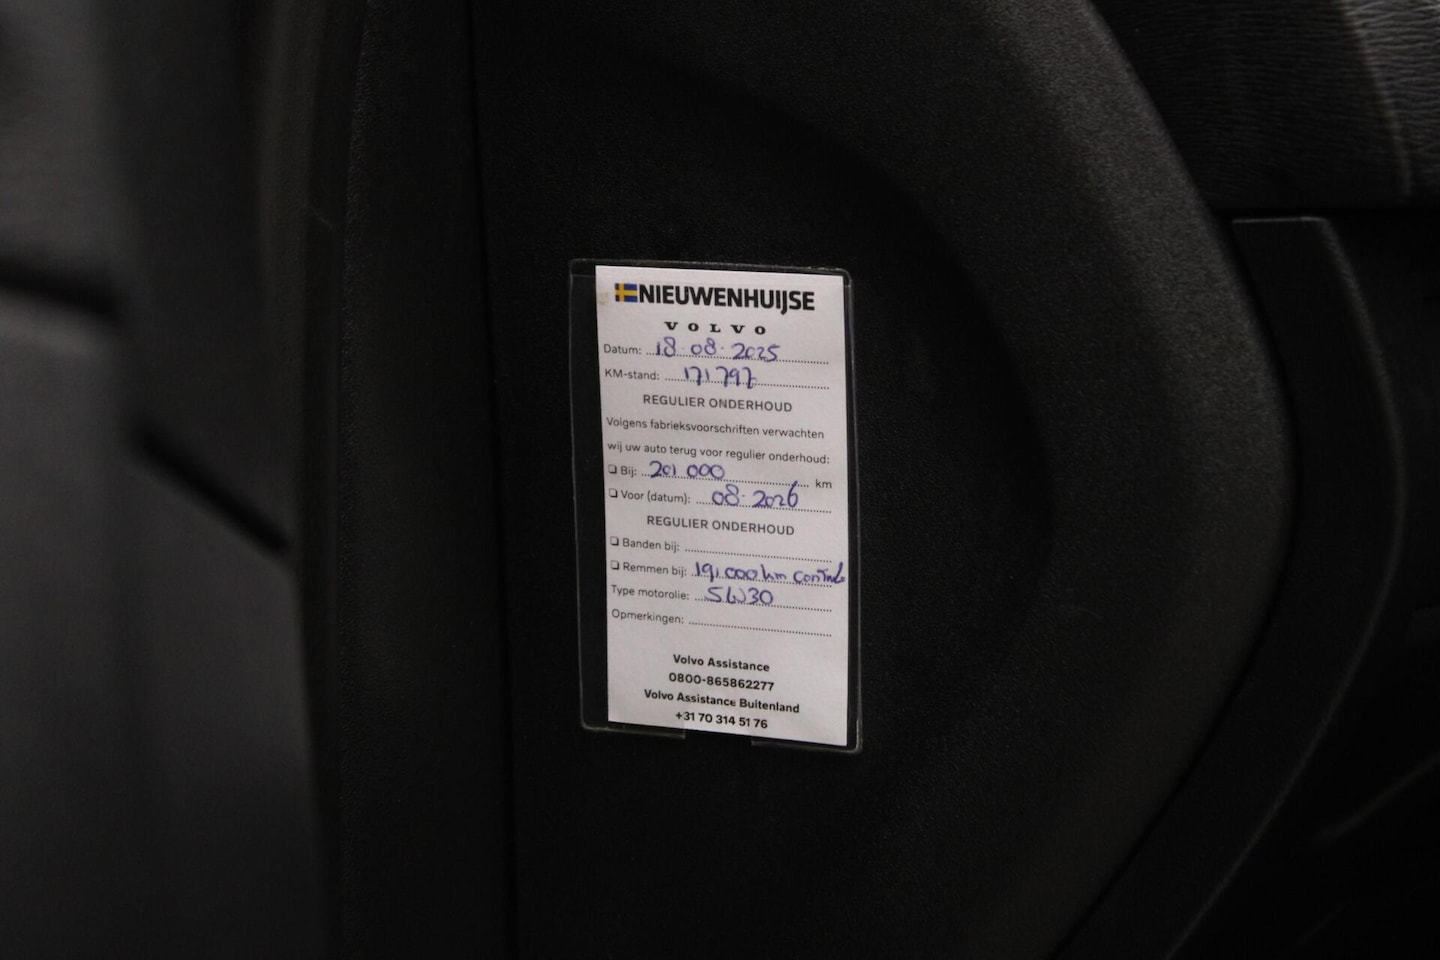 NIEUWENHUIJSE
VOLVO
Datum: 18-08-2025
KM-stand: 171797
REGULIER ONDERHOUD
Volgens fabrieksvoorschriften verwachten
wij uw auto terug voor regulier onderhoud:
Bij: 201 000 km
Voor (datum): 08-2026
REGULIER ONDERHOUD
Banden bij:
Remmen bij: 191.000 km
Type motorolie: 5W30
Opmerkingen:
Volvo Assistance
0800-865862277
Volvo Assistance Buitenland
+31 70 314 51 76